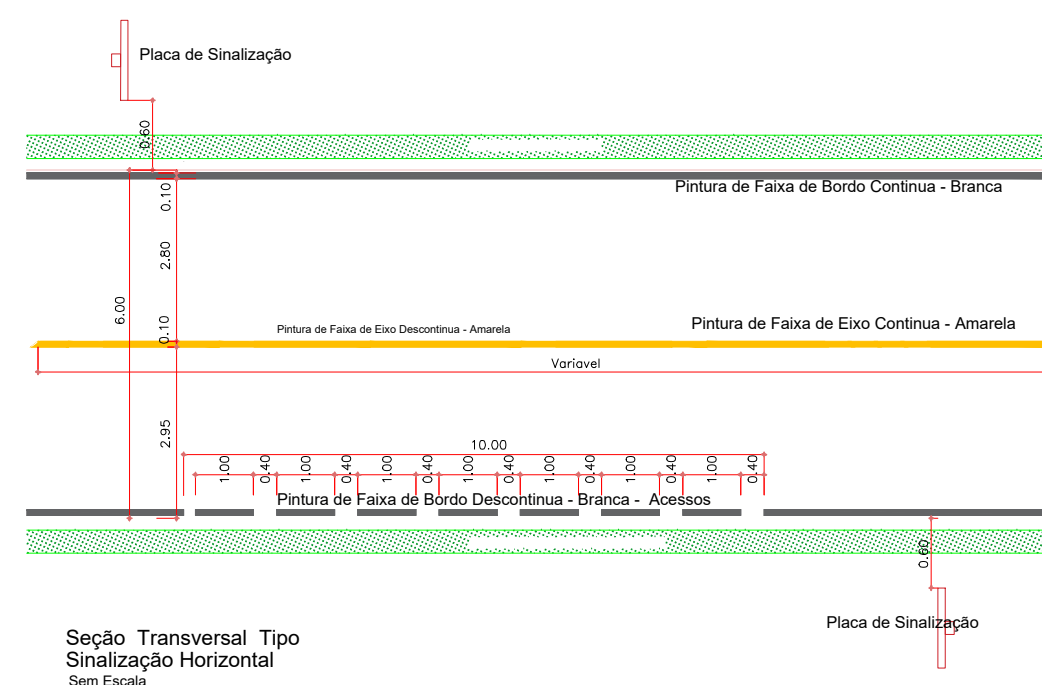 Placa de Sinalização
0.60
Pintura de Faixa de Bordo Continua - Branca
0.10
2.80
6.00
0.10
Pintura de Faixa de Eixo Descontinua - Amarela
Pintura de Faixa de Eixo Continua - Amarela
Variavel
2.95
10.00
1.00 0.40 1.00 0.40 1.00 0.40 1.00 0.40 1.00 0.40 1.00 0.40 1.00 0.40
Pintura de Faixa de Bordo Descontinua - Branca - Acessos
0.60
Placa de Sinalização
Seção Transversal Tipo
Sinalização Horizontal
Sem Escala